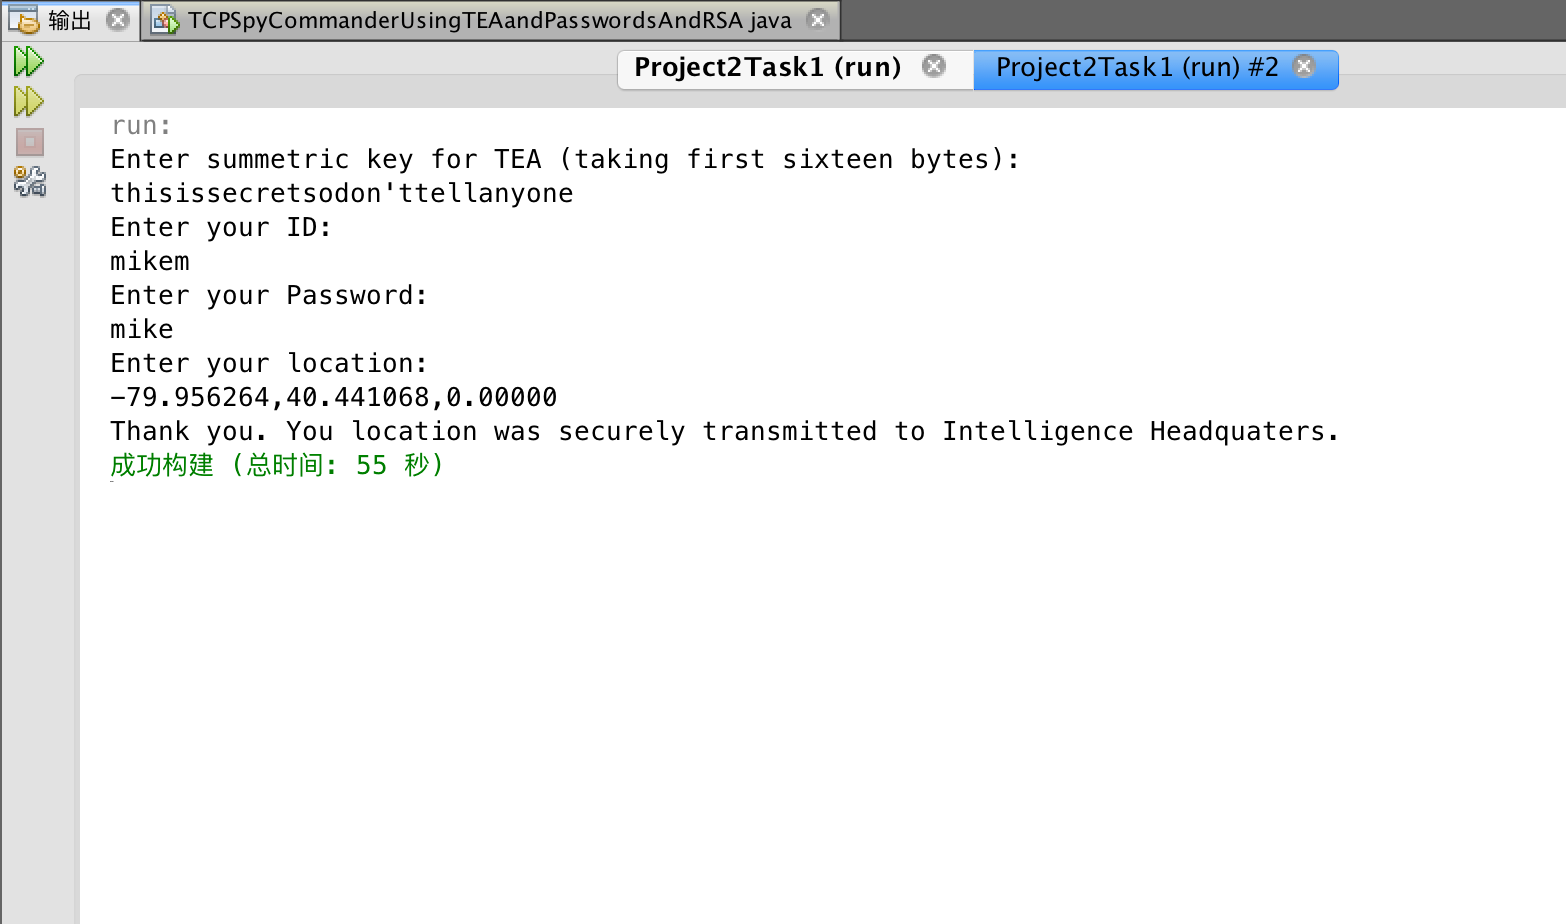 输出
TCPSpyCommanderUsingTEAandPasswordsAndRSA java
Project2Task1 (run)
Project2Task1 (run) #2
run:
Enter summetric key for TEA (taking first sixteen bytes):
thisissecretsodon'ttellanyone
Enter your ID:
mikem
Enter your Password:
mike
Enter your location:
-79.956264,40.441068,0.00000
Thank you. You location was securely transmitted to Intelligence Headquaters.
成功构建 (总时间: 55 秒)